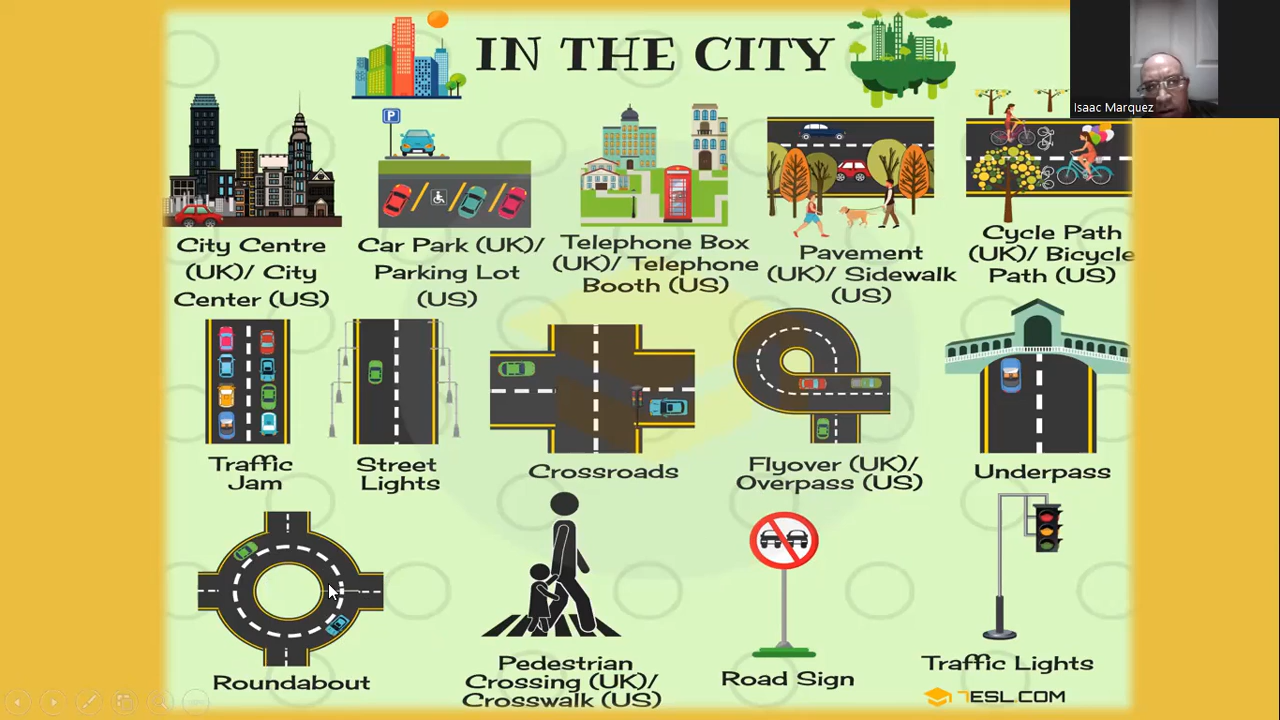 IN THE CITY
Isaac Marquez
P
City Centre
(UK)/ City
Center (US)
Car Park (UK)/
Parking Lot
(US)
Telephone Box
(UK)/ Telephone
Booth (US)
Pavement
(UK)/ Sidewalk
(US)
Cycle Path
(UK)/ Bicycle
Path (US)
Traffic
Jam
Street
Lights
Crossroads
Flyover (UK)/
Overpass (US)
Underpass
Roundabout
Pedestrian
Crossing (UK)/
Crosswalk (US)
Road Sign
Traffic Lights
7ESL.COM